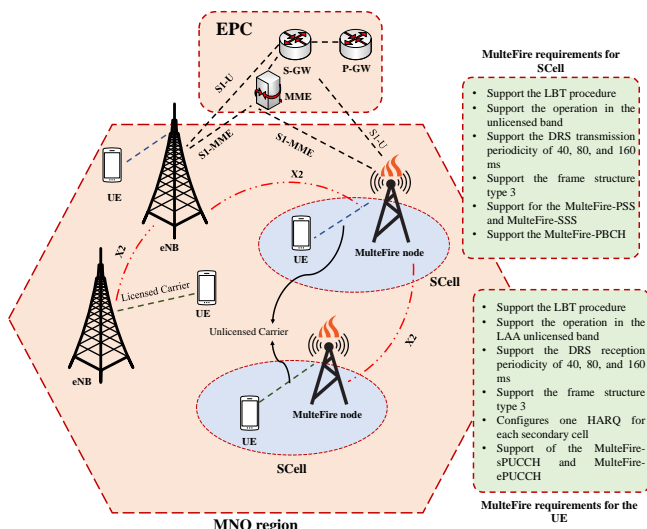 EPC
S-GW
P-GW
MME
S1-U
S1-MME
S1-MME
S1-U
UE
eNB
X2
X2
UE
MulteFire node
SCell
Licensed Carrier
UE
eNB
Unlicensed Carrier
X2
MulteFire node
UE
SCell
MNO region
MulteFire requirements for
SCell
• Support the LBT procedure
• Support the operation in the
unlicensed band
• Support the DRS transmission
periodicity of 40, 80, and 160
ms
• Support the frame structure
type 3
• Support for the MulteFire-PSS
and MulteFire-SSS
• Support the MulteFire-PBCH
• Support the LBT procedure
• Support the operation in the
LAA unlicensed band
• Support the DRS reception
periodicity of 40, 80, and 160
ms
• Support the frame structure
type 3
• Configures one HARQ for
each secondary cell
• Support of the MulteFire-
sPUCCH and MulteFire-
ePUCCH
MulteFire requirements for the
UE